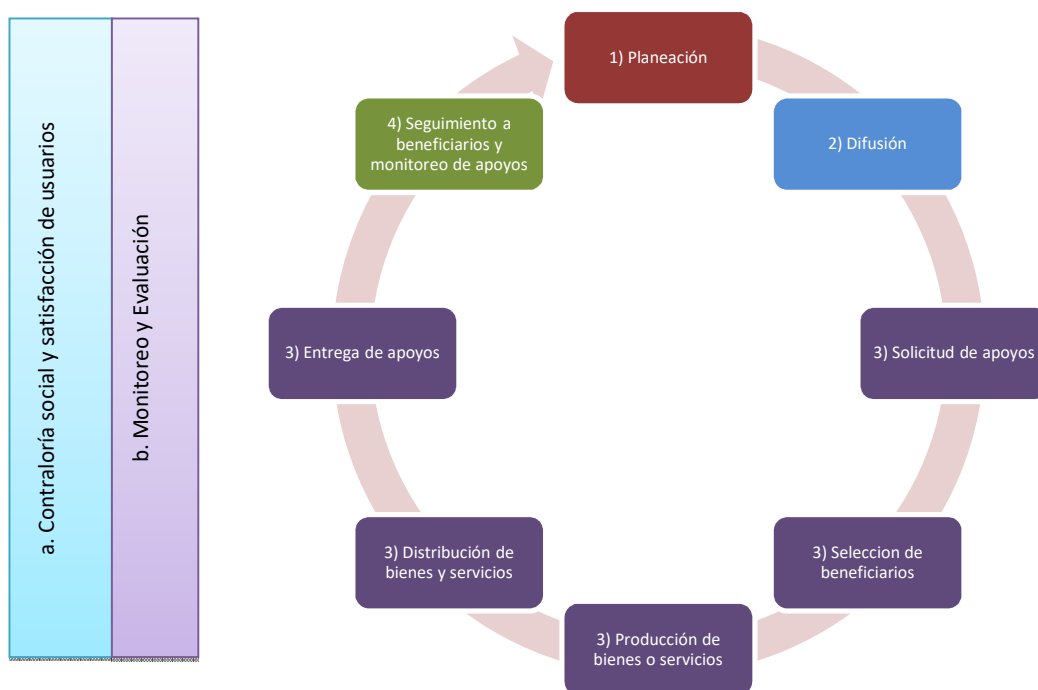 a. Contraloría social y satisfacción de usuarios
b. Monitoreo y Evaluación
1) Planeación
2) Difusión
3) Solicitud de apoyos
3) Seleccion de
beneficiarios
3) Producción de
bienes o servicios
3) Distribución de
bienes y servicios
3) Entrega de apoyos
4) Seguimiento a
beneficiarios y
monitoreo de apoyos